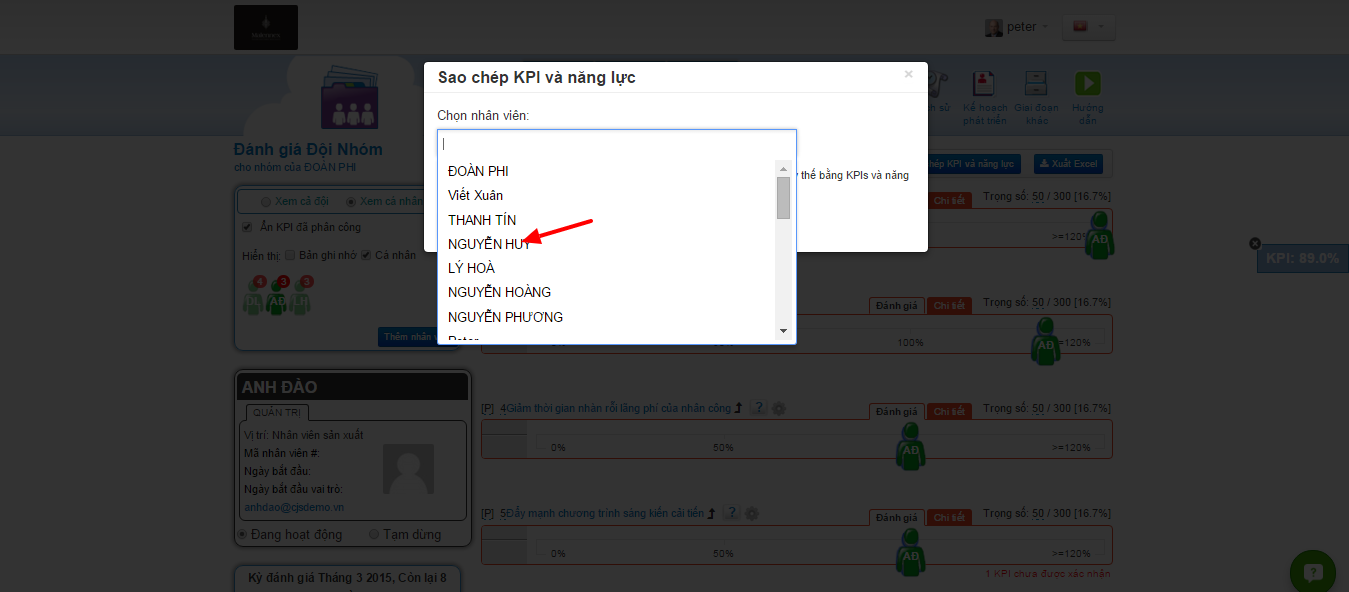 peter
Sao chép KPI và năng lực
×
Chọn nhân viên:
ĐOÀN PHI
Viết Xuân
THANH TÍN
NGUYỄN HUY
LÝ HOÀ
NGUYỄN HOÀNG
NGUYỄN PHƯƠNG
Peter
thế bằng KPIs và năng
sử
Kế hoạch
phát triển
Giai đoạn
khác
Hướng
dẫn
chép KPI và năng lực
Xuất Excel
Đánh giá Đội Nhóm
cho nhóm của ĐOÀN PHI
Xem cả đội
Xem cá nhân
Ẩn KPI đã phân công
Hiển thị:
Bản ghi nhớ
Cá nhân
4
3
3
ĐL
AĐ
LH
Thêm nhân
Chi tiết
Trọng số: 50 / 300 [16.7%]
>=120%
AĐ
KPI: 89.0%
Đánh giá
Chi tiết
Trọng số: 50 / 300 [16.7%]
0%
50%
100%
AĐ
>=120%
ANH ĐÀO
QUẢN TRỊ
Vị trí: Nhân viên sản xuất
Mã nhân viên #:
Ngày bắt đầu:
Ngày bắt đầu vai trò:
anhdao@cjsdemo.vn
Đang hoạt động
Tạm dừng
[P] 4Giảm thời gian nhàn rỗi lãng phí của nhân công
?
Đánh giá
Chi tiết
Trọng số: 50 / 300 [16.7%]
0%
50%
AĐ
>=120%
[P] 5Đẩy mạnh chương trình sáng kiến cải tiến
?
Đánh giá
Chi tiết
Trọng số: 50 / 300 [16.7%]
0%
50%
AĐ
>=120%
1 KPI chưa được xác nhận
Kỳ đánh giá Tháng 3 2015, Còn lại 8
?